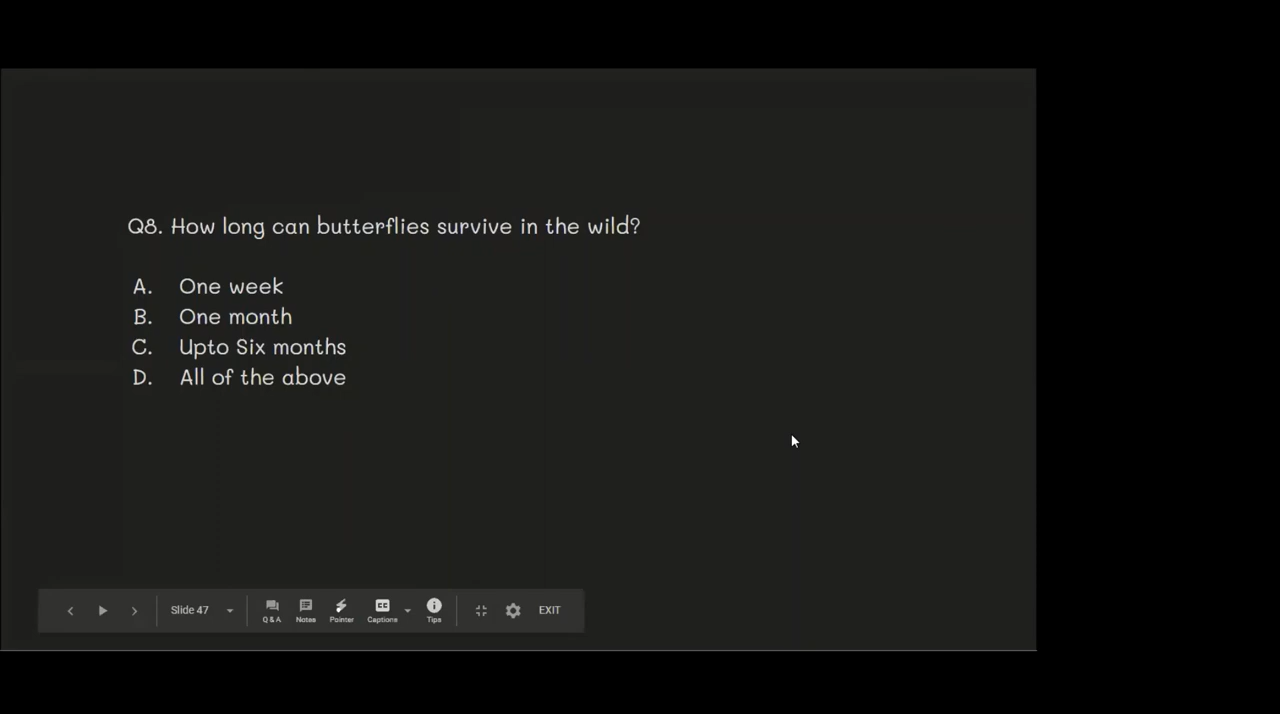 Q8. How long can butterflies survive in the wild?
A. One week
B. One month
C. Upto Six months
D. All of the above
Slide 47
Q & A
Notes
Pointer
Captions
Tips
EXIT